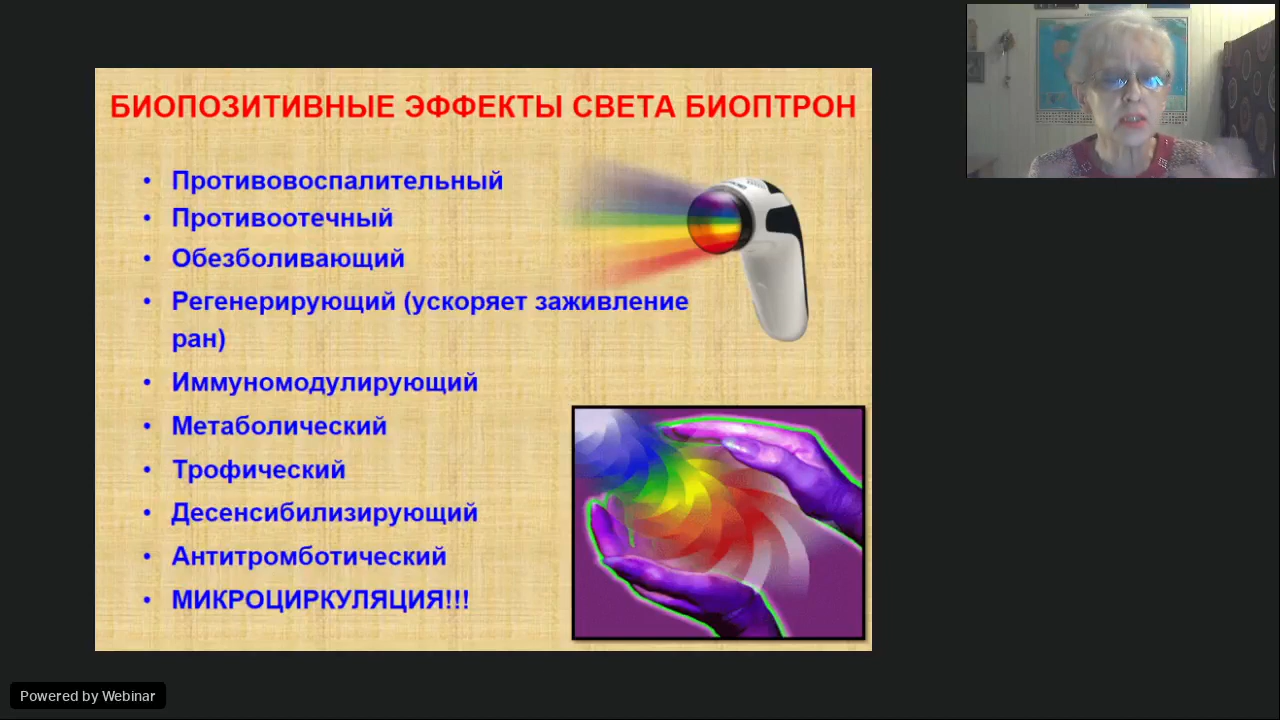 БИОПОЗИТИВНЫЕ ЭФФЕКТЫ СВЕТА БИОПТРОН
• Противовоспалительный
• Противоотечный
• Обезболивающий
• Регенерирующий (ускоряет заживление
ран)
• Иммуномодулирующий
• Метаболический
• Трофический
• Десенсибилизирующий
• Антитромботический
• МИКРОЦИРКУЛЯЦИЯ!!!
Powered by Webinar